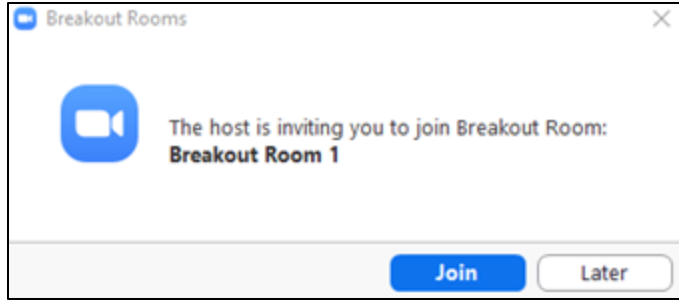 Breakout Rooms
The host is inviting you to join Breakout Room:
Breakout Room 1
Join
Later